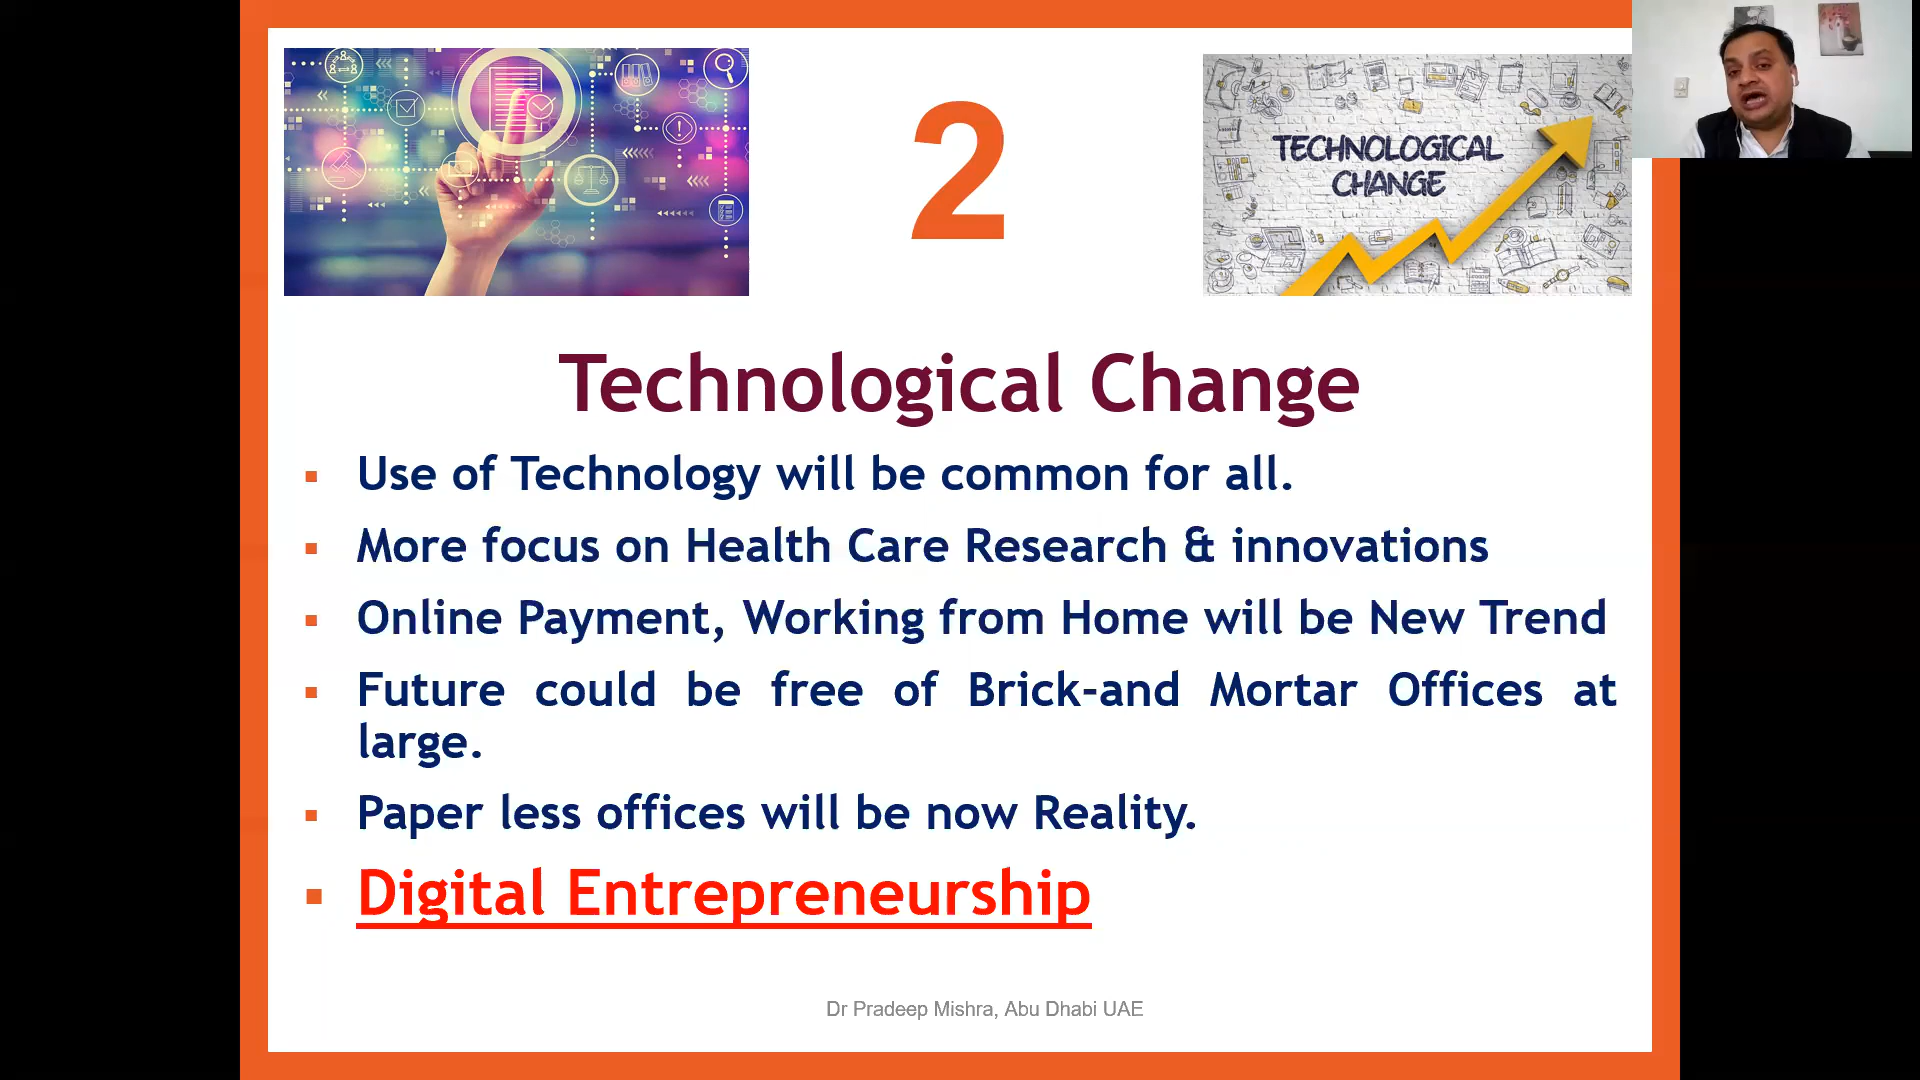 2
TECHNOLOGICAL
CHANGE
Technological Change
▪ Use of Technology will be common for all.
▪ More focus on Health Care Research & innovations
▪ Online Payment, Working from Home will be New Trend
▪ Future could be free of Brick-and Mortar Offices at
large.
▪ Paper less offices will be now Reality.
▪ Digital Entrepreneurship
Dr Pradeep Mishra, Abu Dhabi UAE